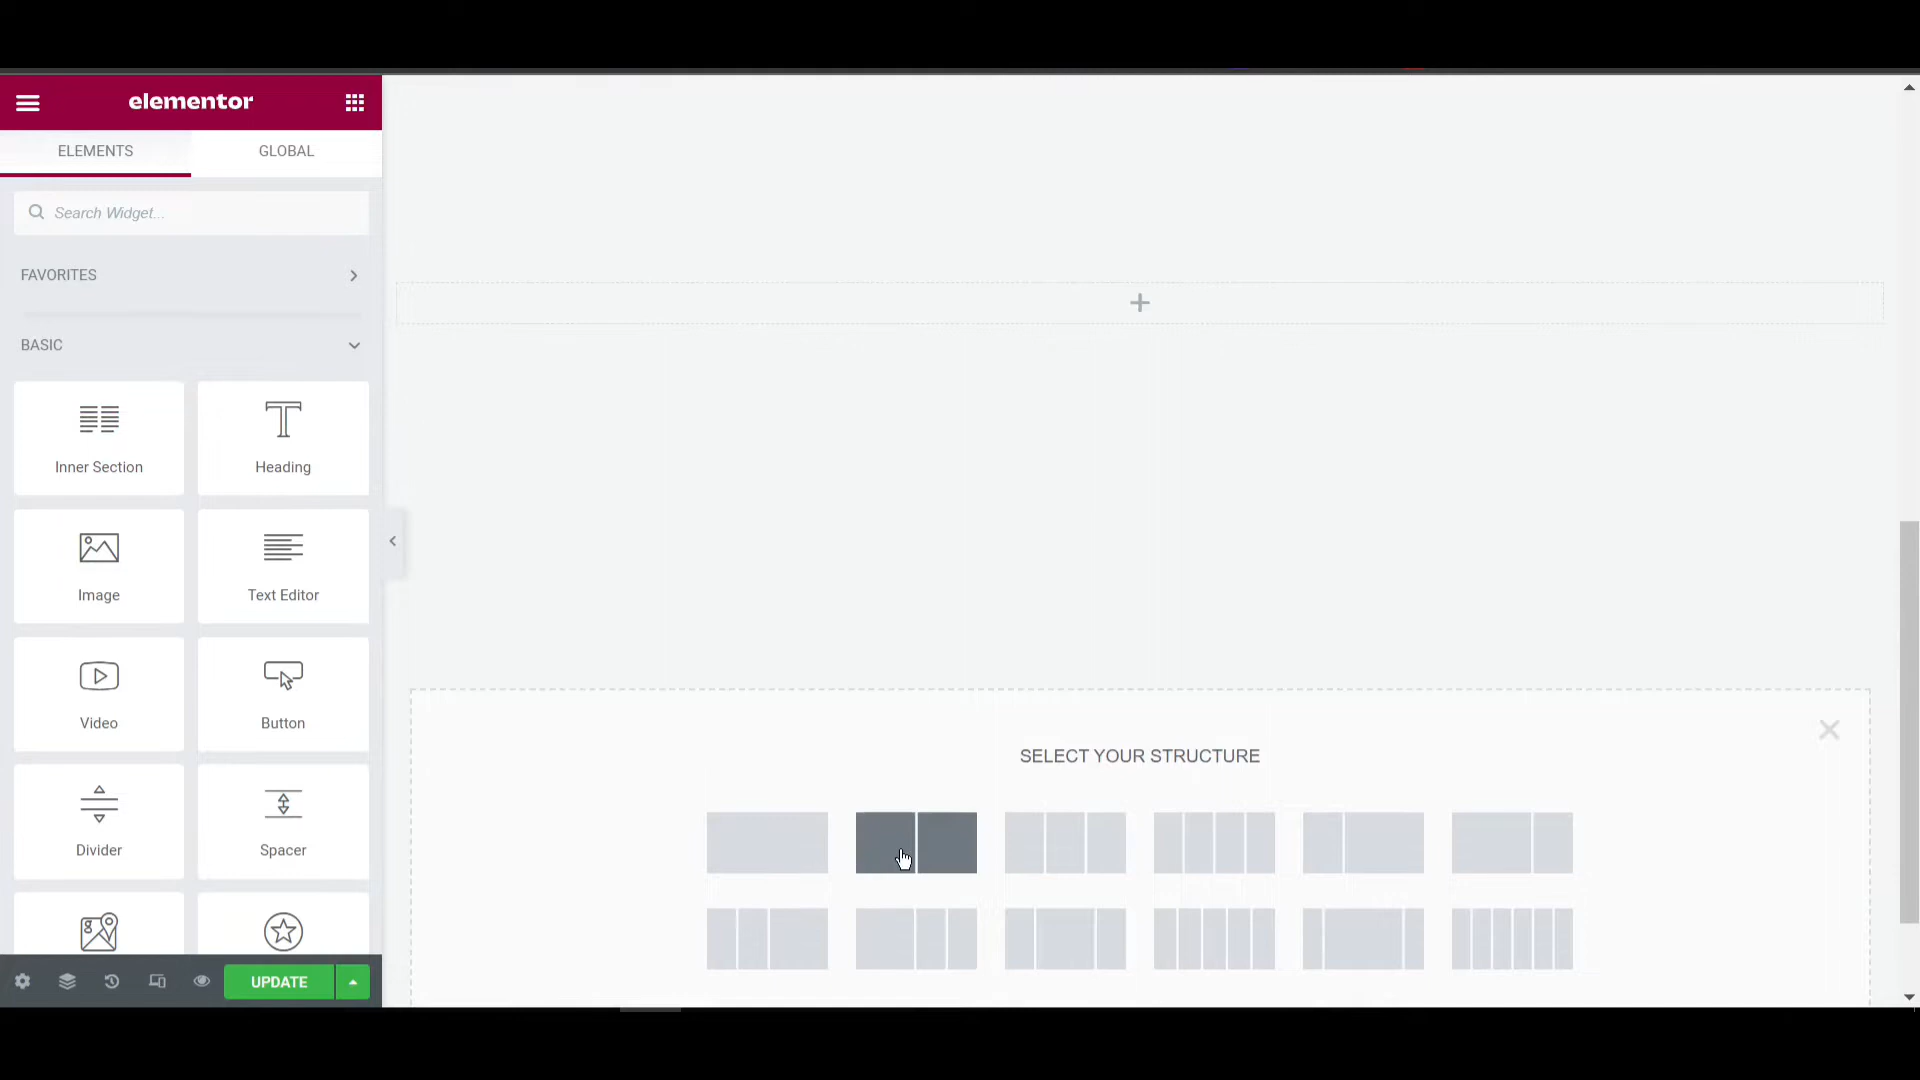 elementor
ELEMENTS
GLOBAL
Search Widget...
FAVORITES
BASIC
Inner Section
Heading
Image
Text Editor
Video
Button
Divider
Spacer
UPDATE
SELECT YOUR STRUCTURE